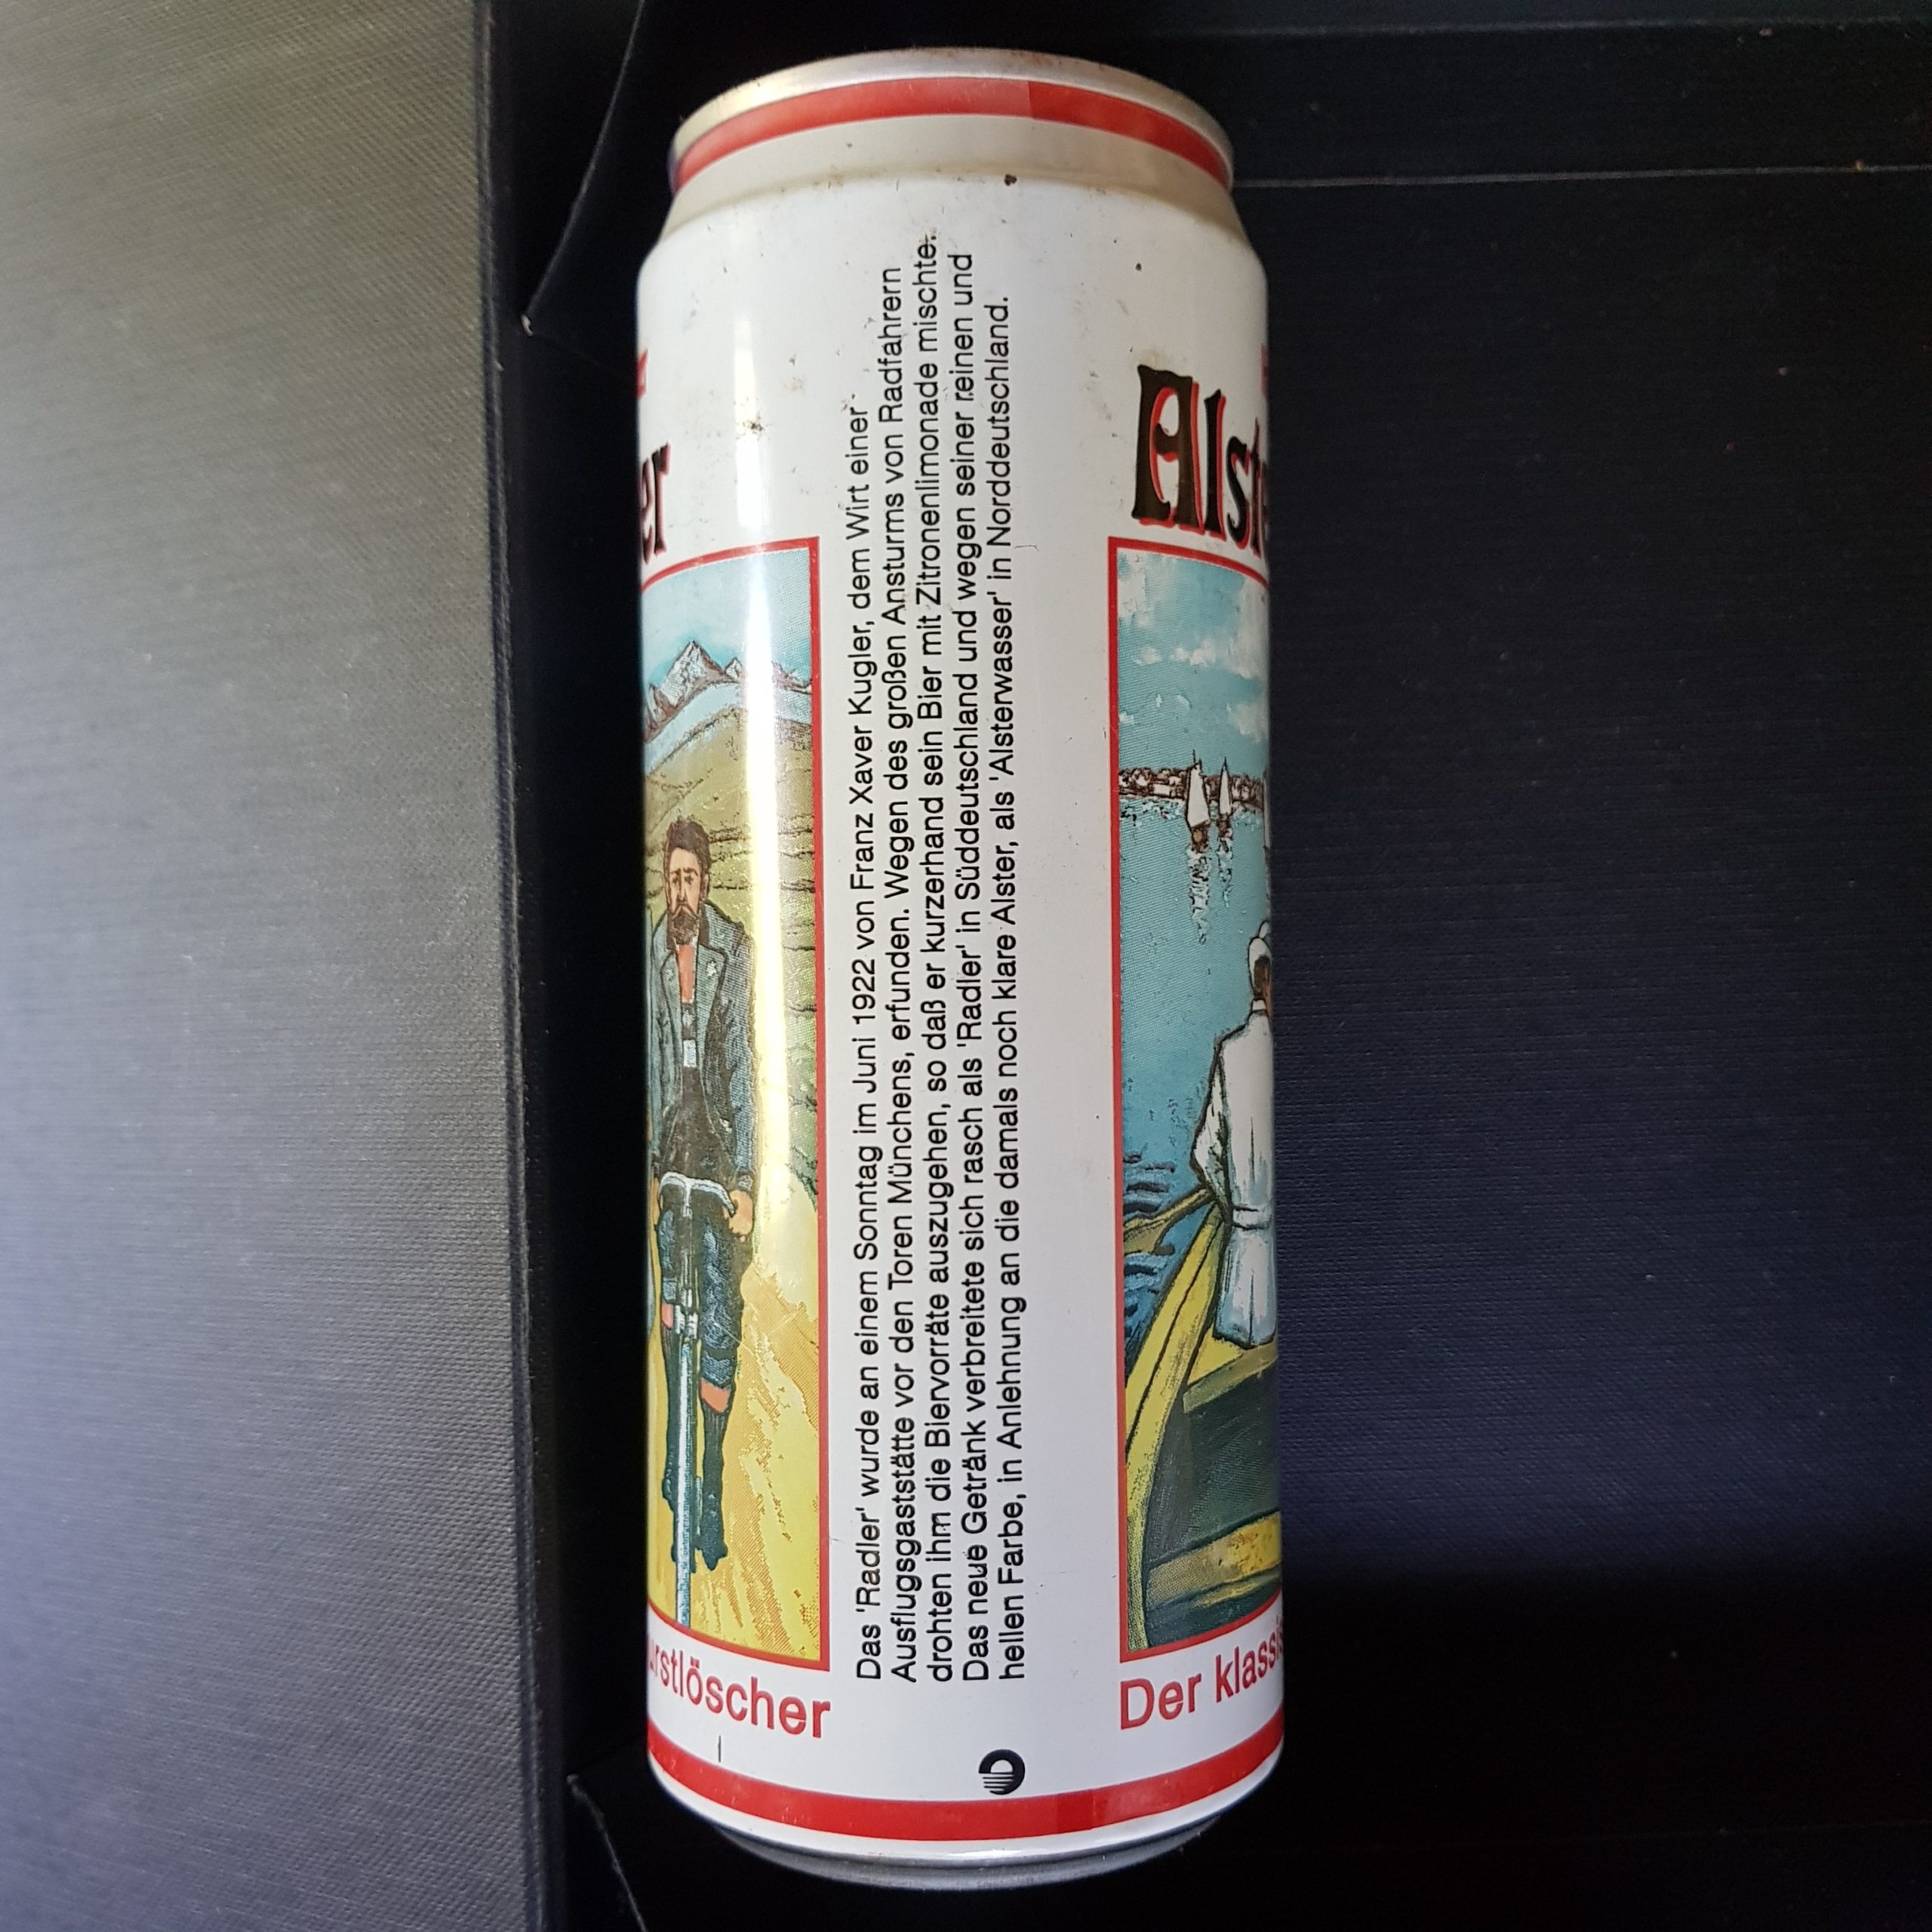 er
Das 'Radler' wurde an einem Sonntag im Juni 1922 von Franz Xaver Kugler, dem Wirt einer
Ausflugsgaststätte vor den Toren Münchens, erfunden. Wegen des großen Ansturms von Radfahrern
drohten ihm die Biervorräte auszugehen, so daß er kurzerhand sein Bier mit Zitronenlimonade mischte.
Das neue Getränk verbreitete sich rasch als 'Radler' in Süddeutschland und wegen seiner reinen und
hellen Farbe, in Anlehnung an die damals noch klare Alster, als 'Alsterwasser' in Norddeutschland.
Alste
urstlöscher
Der klassis